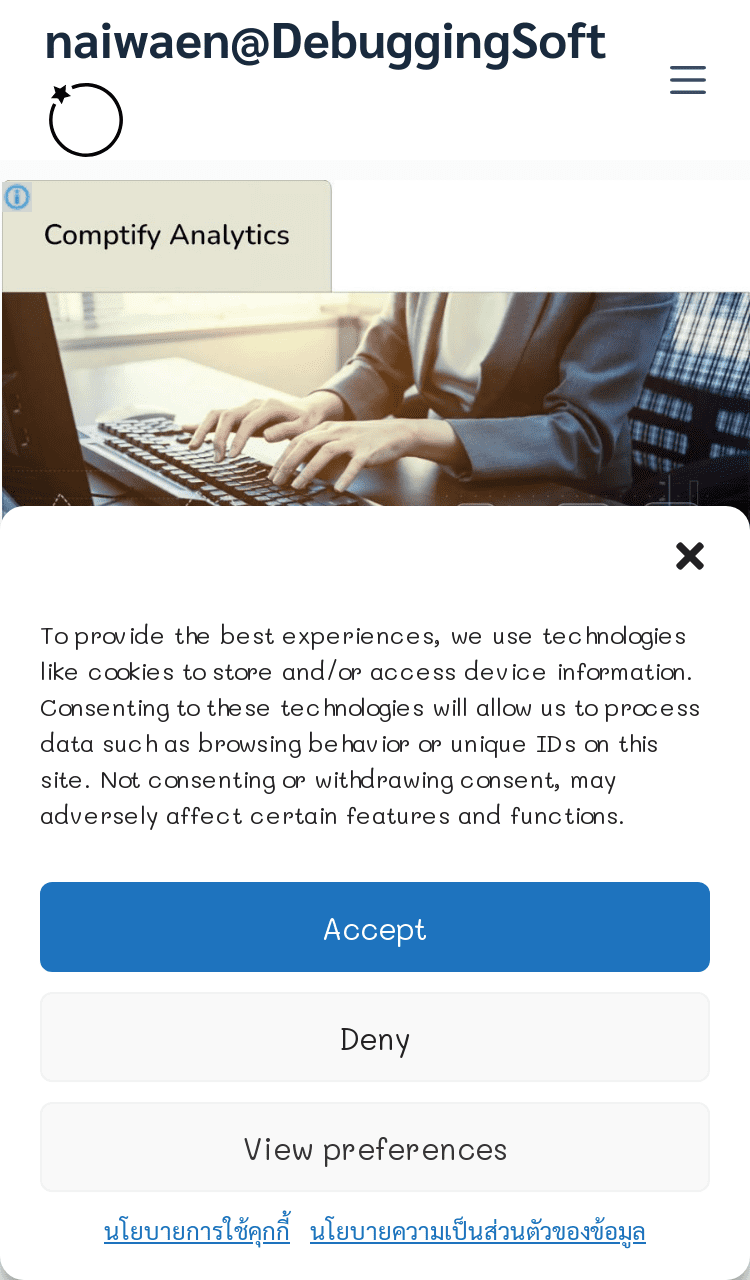 naiwaen@DebuggingSoft
Comptify Analytics
To provide the best experiences, we use technologies
like cookies to store and/or access device information.
Consenting to these technologies will allow us to process
data such as browsing behavior or unique IDs on this
site. Not consenting or withdrawing consent, may
adversely affect certain features and functions.
Accept
Deny
View preferences
นโยบายการใช้คุกกี้ นโยบายความเป็นส่วนตัวของข้อมูล